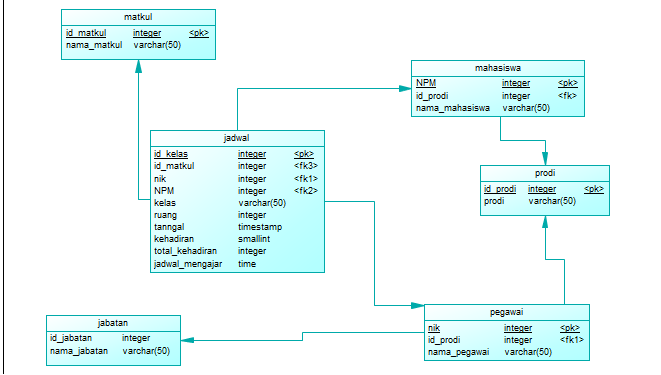 matkul
id_matkul integer <pk>
nama_matkul varchar(50)
mahasiswa
NPM integer <pk>
id_prodi integer <fk>
nama_mahasiswa varchar(50)
jadwal
id_kelas integer <pk>
id_matkul integer <fk3>
nik integer <fk1>
NPM integer <fk2>
kelas varchar(50)
ruang integer
tanngal timestamp
kehadiran smallint
total_kehadiran integer
jadwal_mengajar time
prodi
id_prodi integer <pk>
prodi varchar(50)
jabatan
id_jabatan integer
nama_jabatan varchar(50)
pegawai
nik integer <pk>
id_prodi integer <fk1>
nama_pegawai varchar(50)